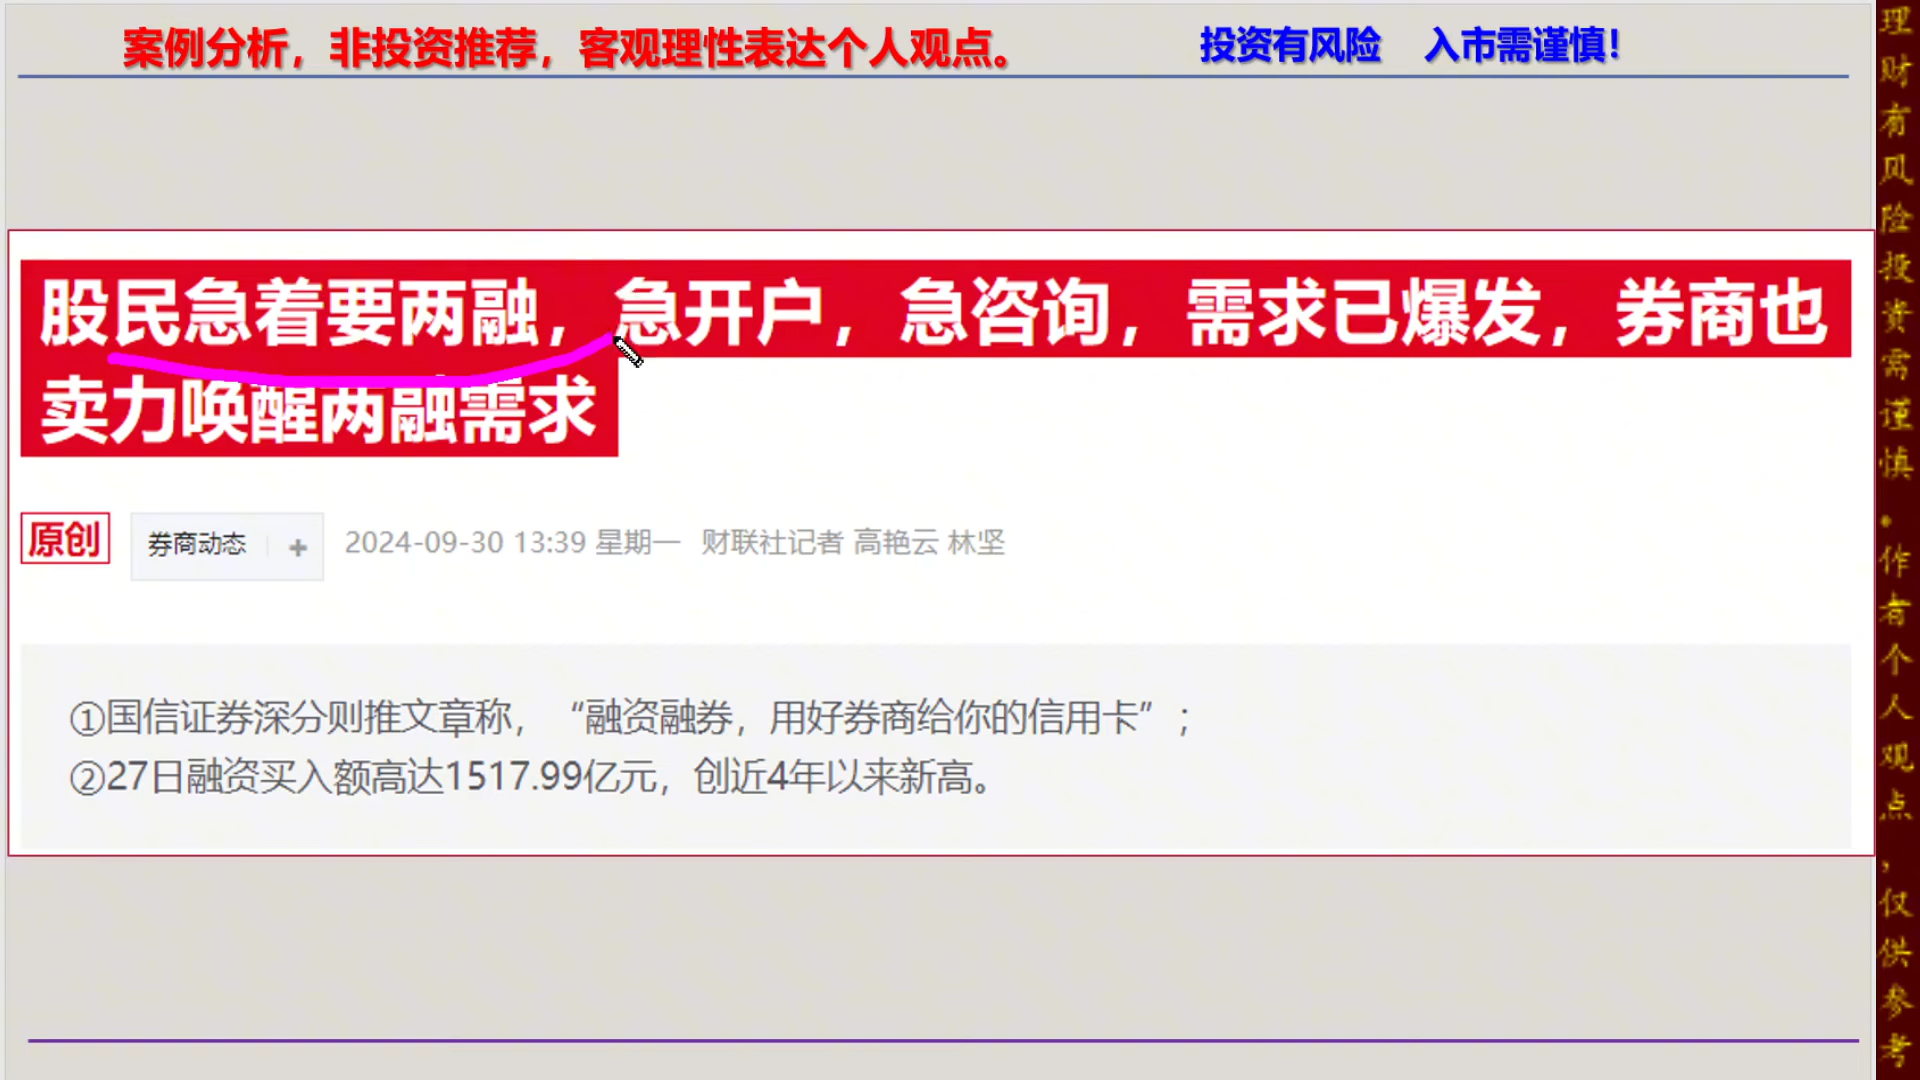 案例分析，非投资推荐，客观理性表达个人观点。
投资有风险 入市需谨慎！
股民急着要两融，急开户，急咨询，需求已爆发，券商也
卖力唤醒两融需求
原创 券商动态 + 2024-09-30 13:39 星期一 财联社记者 高艳云 林坚
①国信证券深分则推文章称，“融资融券，用好券商给你的信用卡”；
②27日融资买入额高达1517.99亿元，创近4年以来新高。
理财有风险投资需谨慎。作者个人观点，仅供参考